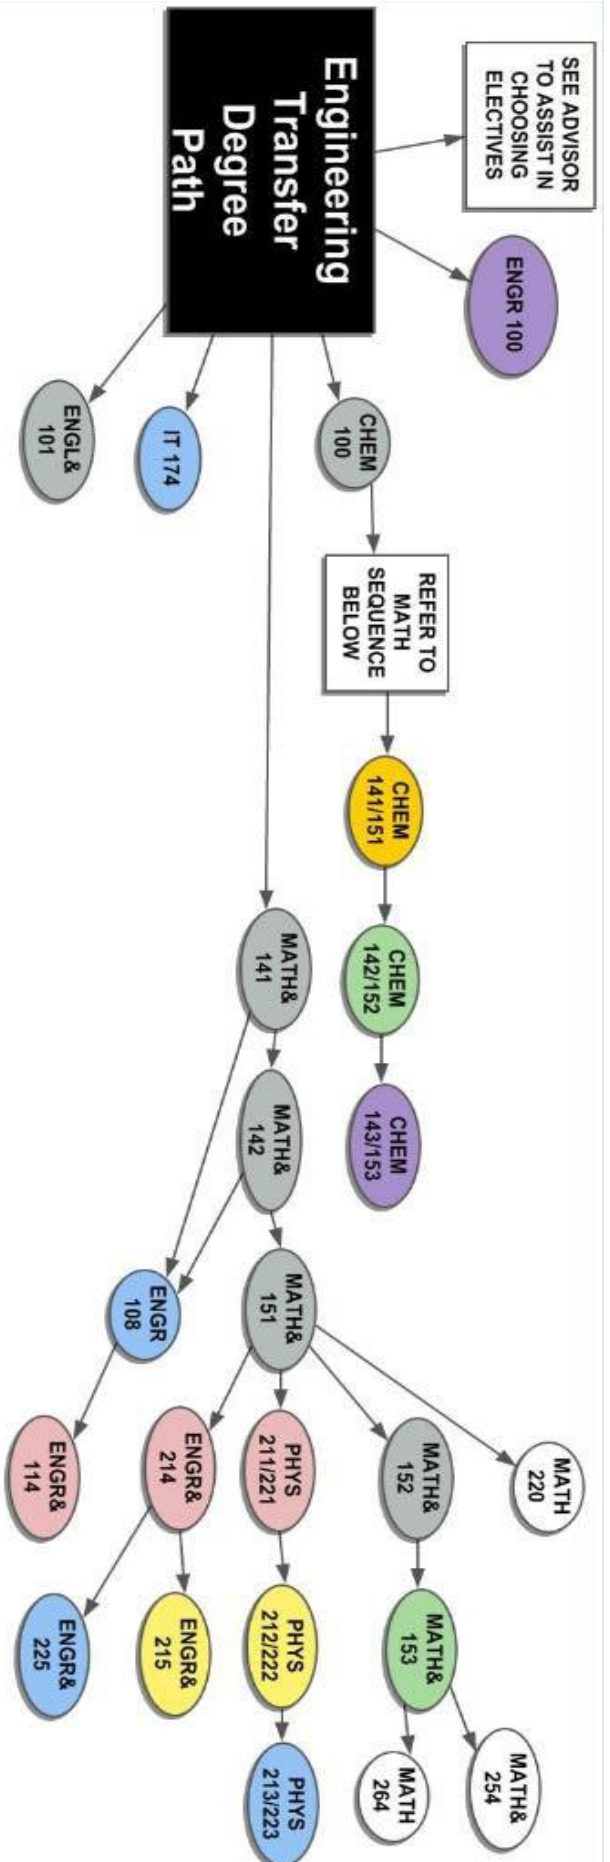 SEE ADVISOR
TO ASSIST IN
CHOOSING
ELECTIVES
ENGR 100
Engineering
Transfer
Degree
Path
CHEM
100
IT 174
ENGL&
101
REFER TO
MATH
SEQUENCE
BELOW
CHEM
141/151
CHEM
142/152
CHEM
143/153
MATH&
141
MATH&
142
MATH&
151
ENGR
108
MATH
220
MATH&
152
PHYS
211/221
ENGR&
214
ENGR&
114
MATH&
153
PHYS
212/222
ENGR&
215
ENGR&
225
MATH&
254
MATH
264
PHYS
213/223